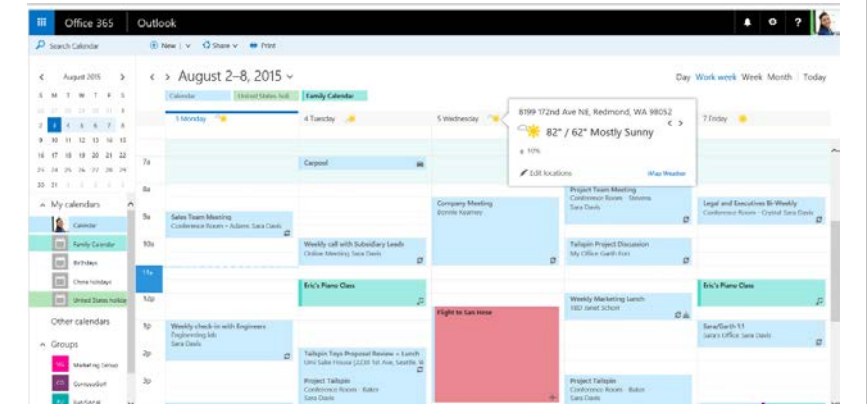 Office 365 Outlook
?
Search Calendar
New Share Print
August 2015
August 2–8, 2015
Day Work week Week Month Today
Calendar United States holi Family Calendar
S M T W T F S
2 3 4 5 6 7 8
9 10 11 12 13 14 15
16 17 18 19 20 21 22
23 24 25 26 27 28 29
30 31
3 Monday
4 Tuesday
5 Wednesday
7 Friday
8199 172nd Ave NE, Redmond, WA 98052
82° / 62° Mostly Sunny
10%
Edit locations
Weather
My calendars
Calendar
Family Calendar
Birthdays
China holidays
United States holiday
Other calendars
Groups
Marketing Group
7a
8a
9a
10a
11a
12p
1p
2p
3p
Sales Team Meeting
Conference Room - Adams Sara Davis
Weekly check-in with Engineers
Engineering lab
Sara Davis
Carpool
Weekly call with Subsidiary Leads
Online Meeting Sara Davis
Eric's Piano Class
Tailspin Toys Proposal Review + Lunch
Project Tailspin
Conference Room - Baker
Sara Davis
Company Meeting
Bonnie Kearney
Flight to San Hose
Project Team Meeting
Conference Room - Stevens
Sara Davis
Tailspin Project Discussion
My Office Garth Fort
Weekly Marketing Lunch
Project Tailspin
Conference Room - Baker
Sara Davis
Legal and Executives Bi-Weekly
Conference Room - Crystal Sara Davis
Eric's Piano Class
Sara/Garth 1:1
Sara's Office Sara Davis